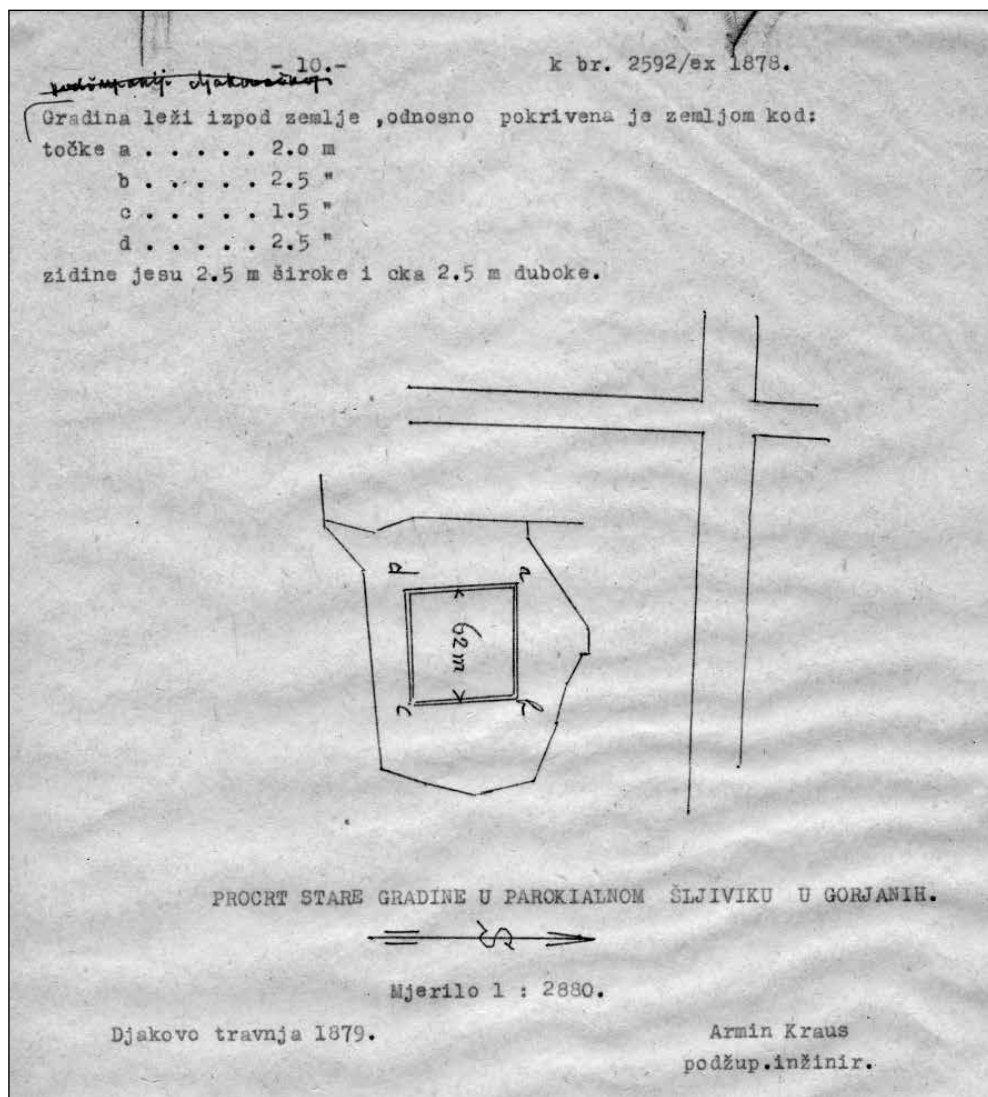 - 10.- k br. 2592/ex 1878.
Gradina leži izpod zemlje ,odnosno pokrivena je zemljom kod:
točke a . . . . . 2.o m
b . . . . . 2.5 "
c . . . . . 1.5 "
d . . . . . 2.5 "
zidine jesu 2.5 m široke i cka 2.5 m duboke.
d a
62 m
c b
PROCRT STARE GRADINE U PAROKIALNOM ŠLJIVIKU U GORJANIH.
S
Mjerilo 1 : 2880.
Djakovo travnja 1879. Armin Kraus
podžup.inžinir.